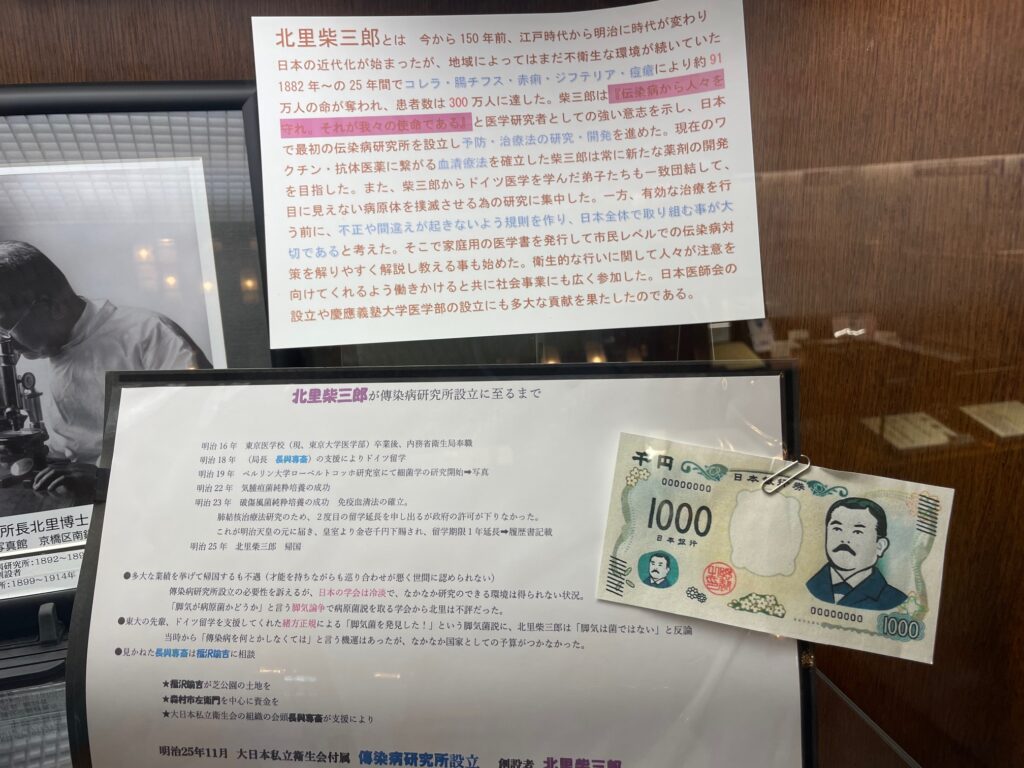 北里柴三郎とは 今から150年前、江戸時代から明治に時代が変わり
日本の近代化が始まったが、地域によってはまだ不衛生な環境が続いていた
1882年～の25年間でコレラ・腸チフス・赤痢・ジフテリア・痘瘡により約91
万人の命が奪われ、患者数は300万人に達した。柴三郎は『伝染病から人々を
守れ。それが我々の使命である』と医学研究者としての強い意志を示し、日本
で最初の伝染病研究所を設立し予防・治療法の研究・開発を進めた。現在のワ
クチン・抗体医薬に繋がる血清療法を確立した柴三郎は常に新たな薬剤の開発
を目指した。また、柴三郎からドイツ医学を学んだ弟子たちも一致団結して、
目に見えない病原体を撲滅させる為の研究に集中した。一方、有効な治療を行
う前に、不正や間違えが起きないよう規則を作り、日本全体で取り組む事が大
切であると考えた。そこで家庭用の医学書を発行して市民レベルでの伝染病対
策を解りやすく解説し教える事も始めた。衛生的な行いに関して人々が注意を
向けてくれるよう働きかけると共に社会事業にも広く参加した。日本医師会の
設立や慶應義塾大学医学部の設立にも多大な貢献を果たしたのである。
北里柴三郎が傳染病研究所設立に至るまで
明治16年 東京医学校（現、東京大学医学部）卒業後、内務省衛生局奉職
明治18年 （局長 長與專斎）の支援によりドイツ留学
明治19年 ベルリン大学ローベルトコッホ研究室にて細菌学の研究開始➡写真
明治22年 気腫疽菌純粋培養の成功
明治23年 破傷風菌純粋培養の成功 免疫血清法の確立。
肺結核治療法研究のため、２度目の留学延長を申し出るが政府の許可が下りなかった。
これが明治天皇の元に届き、皇室より金壱千円下賜され、留学期限１年延長➡履歴書記載
明治25年 北里柴三郎 帰国
●多大な業績を挙げて帰国するも不遇（才能を持ちながらも巡り合わせが悪く世間に認められない）
傳染病研究所設立の必要性を訴えるが、日本の学会は冷淡で、なかなか研究のできる環境は得られない状況。
「脚気が病原菌かどうか」と言う脚気論争で病原菌説を取る学会から北里は不評だった。
●東大の先輩、ドイツ留学を支援してくれた緒方正規による「脚気菌を発見した！」という脚気菌説に、北里柴三郎は「脚気は菌ではない」と反論
当時から「傳染病を何とかしなくては」と言う機運はあったが、なかなか国家としての予算がつかなかった。
●見かねた長與專斎は福沢諭吉に相談
★福沢諭吉が芝公園の土地を
★森村市左衛門を中心に資金を
★大日本私立衛生会の組織の会頭長與專斎が支援により
明治25年11月 大日本私立衛生会付属 傳染病研究所設立 創設者 北里柴三郎
千円
日本銀行券
000000000
1000
日本銀行
000000000
1000
所長北里博士
写真館 京橋区南
研究所:1892～189
創設者
所:1899～1914年